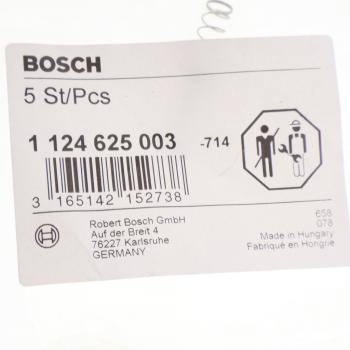 BOSCH
5 St/Pcs
1 124 625 003 -714
3 165142 152738
Robert Bosch GmbH
Auf der Breit 4
76227 Karlsruhe
GERMANY
658
078
Made in Hungary
Fabriqué en Hongrie